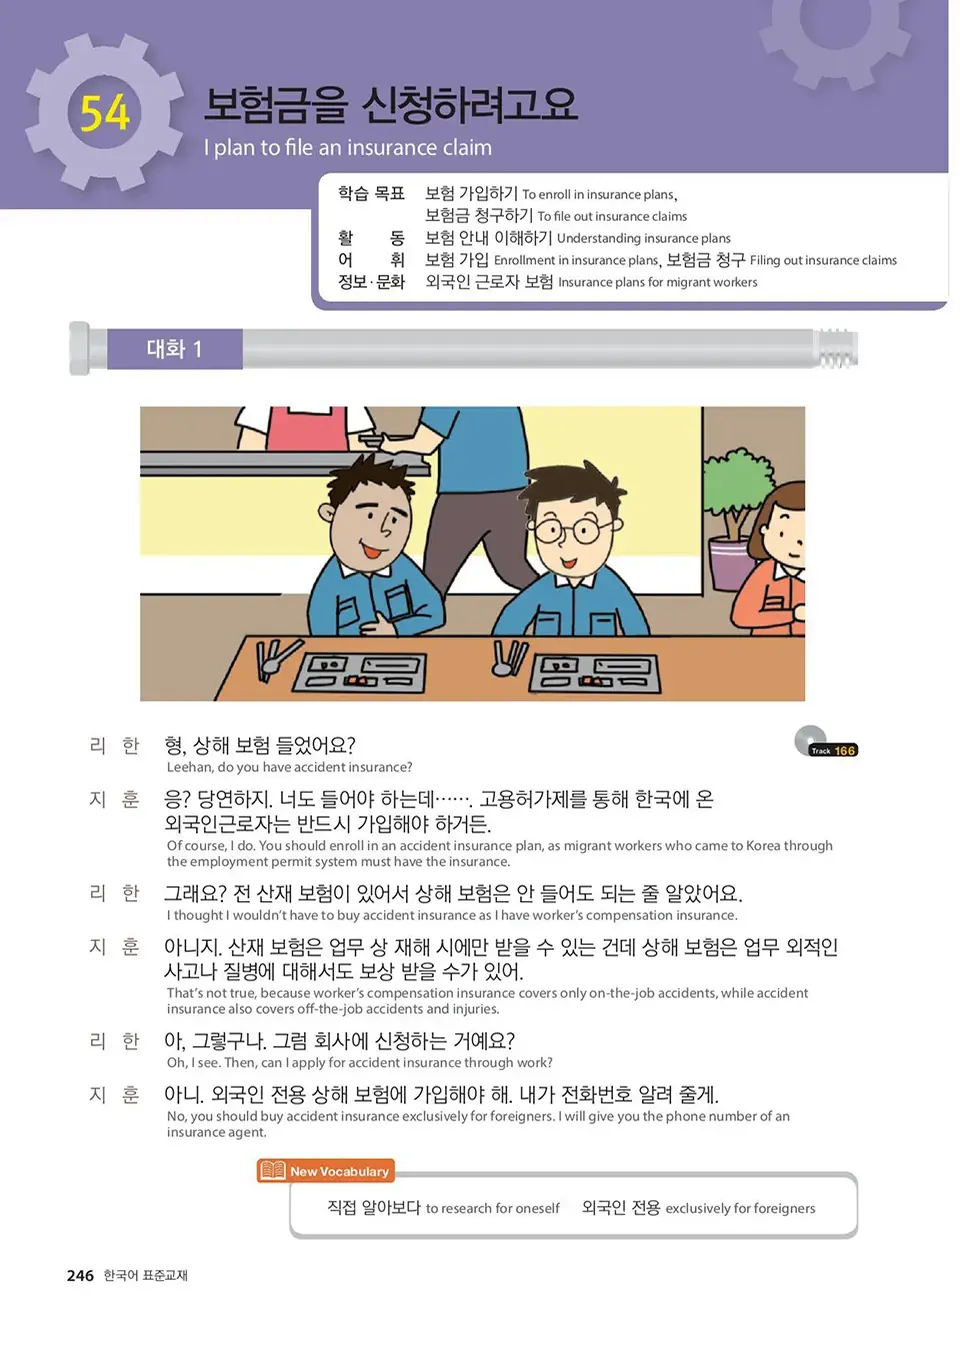 54
보험금을 신청하려고요
I plan to file an insurance claim
학습 목표 보험 가입하기 To enroll in insurance plans,
보험금 청구하기 To file out insurance claims
활 동 보험 안내 이해하기 Understanding insurance plans
어 휘 보험 가입 Enrollment in insurance plans, 보험금 청구 Filing out insurance claims
정보·문화 외국인 근로자 보험 Insurance plans for migrant workers
대화 1
Track 166
리 한 형, 상해 보험 들었어요?
Leehan, do you have accident insurance?
지 훈 응? 당연하지. 너도 들어야 하는데……. 고용허가제를 통해 한국에 온
외국인근로자는 반드시 가입해야 하거든.
Of course, I do. You should enroll in an accident insurance plan, as migrant workers who came to Korea through
the employment permit system must have the insurance.
리 한 그래요? 전 산재 보험이 있어서 상해 보험은 안 들어도 되는 줄 알았어요.
I thought I wouldn't have to buy accident insurance as I have worker's compensation insurance.
지 훈 아니지. 산재 보험은 업무 상 재해 시에만 받을 수 있는 건데 상해 보험은 업무 외적인
사고나 질병에 대해서도 보상 받을 수가 있어.
That's not true, because worker's compensation insurance covers only on-the-job accidents, while accident
insurance also covers off-the-job accidents and injuries.
리 한 아, 그렇구나. 그럼 회사에 신청하는 거예요?
Oh, I see. Then, can I apply for accident insurance through work?
지 훈 아니. 외국인 전용 상해 보험에 가입해야 해. 내가 전화번호 알려 줄게.
No, you should buy accident insurance exclusively for foreigners. I will give you the phone number of an
insurance agent.
New Vocabulary
직접 알아보다 to research for oneself 외국인 전용 exclusively for foreigners
246 한국어 표준교재